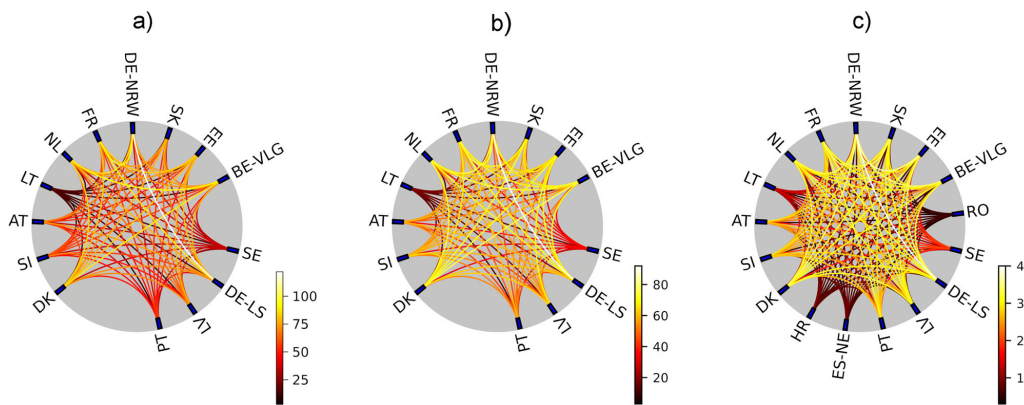 a)
DE-NRW
SK
EE
BE-VLG
SE
DE-LS
LV
PT
DK
SI
AT
LT
NL
FR
100
75
50
25
b)
DE-NRW
SK
EE
BE-VLG
SE
DE-LS
LV
PT
DK
SI
AT
LT
NL
FR
80
60
40
20
c)
DE-NRW
SK
EE
BE-VLG
RO
SE
DE-LS
LV
PT
ES-NE
HR
DK
SI
AT
LT
NL
FR
4
3
2
1